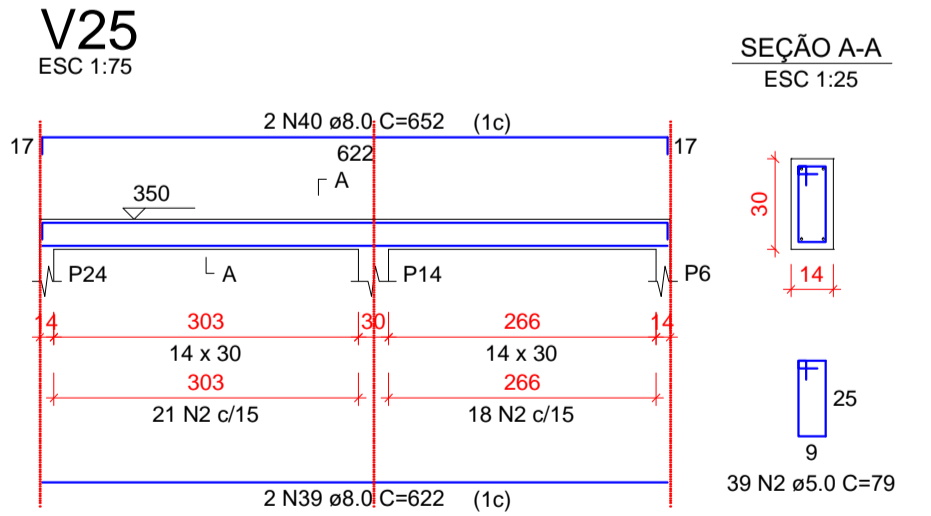 V25
ESC 1:75
SEÇÃO A-A
ESC 1:25
2 N40 ø8.0 C=652 (1c)
17
622
17
A
350
30
A
P24
P14
P6
14
14
303
30
266
14
14 x 30
14 x 30
303
266
21 N2 c/15
18 N2 c/15
25
9
39 N2 ø5.0 C=79
2 N39 ø8.0 C=622 (1c)